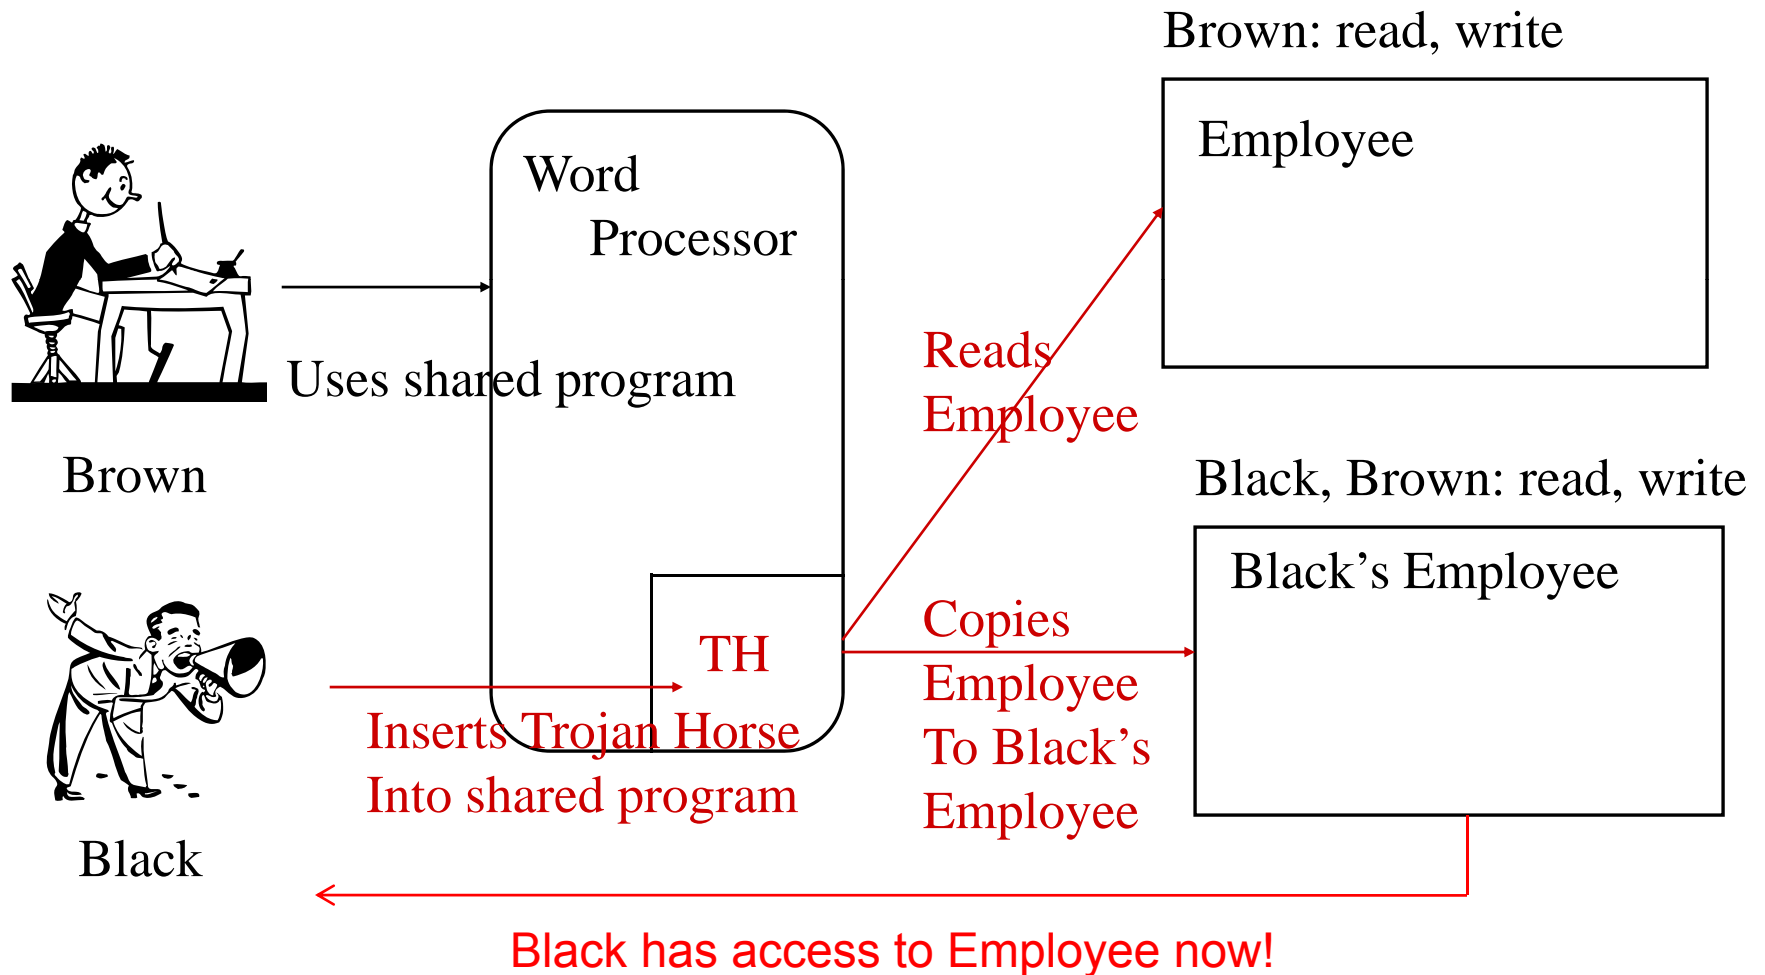 Brown: read, write
Employee
Word
Processor
Uses shared program
Brown
Reads
Employee
Black, Brown: read, write
Black’s Employee
TH
Inserts Trojan Horse
Into shared program
Copies
Employee
To Black’s
Employee
Black
Black has access to Employee now!